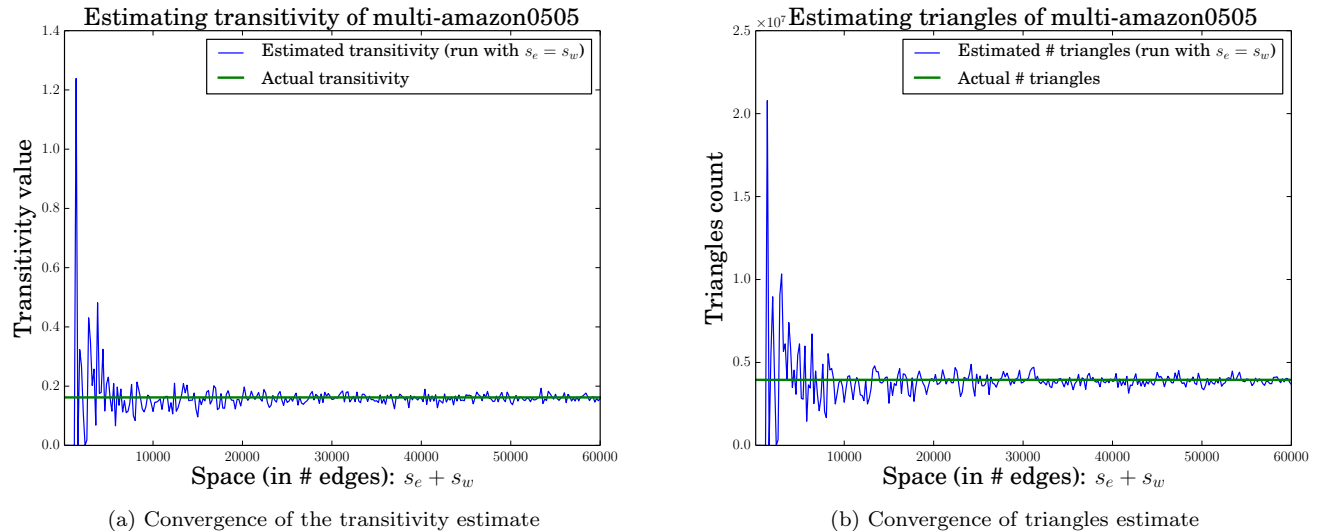 Estimating transitivity of multi-amazon0505
1.4
1.2
1.0
0.8
0.6
0.4
0.2
0.0
Transitivity value
Estimated transitivity (run with $s_e = s_w$)
Actual transitivity
10000 20000 30000 40000 50000 60000
Space (in # edges): $s_e + s_w$
(a) Convergence of the transitivity estimate
Estimating triangles of multi-amazon0505
×10⁷
2.5
2.0
1.5
1.0
0.5
0.0
Triangles count
Estimated # triangles (run with $s_e = s_w$)
Actual # triangles
10000 20000 30000 40000 50000 60000
Space (in # edges): $s_e + s_w$
(b) Convergence of triangles estimate